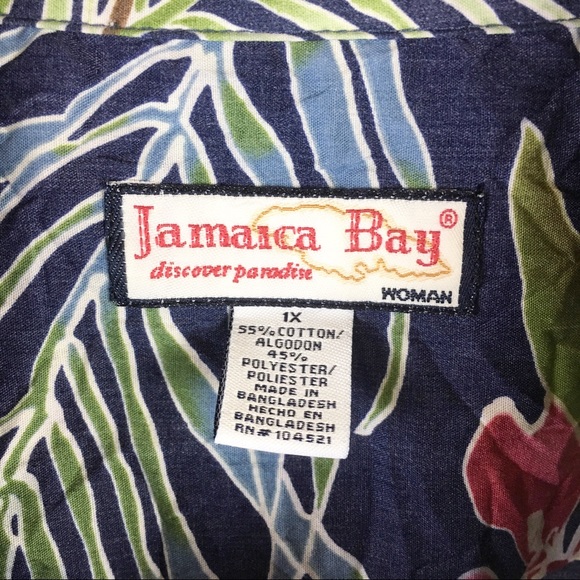 Jamaica Bay®
discover paradise
WOMAN
1X
55% COTTON/
ALGODON
45%
POLYESTER/
POLIESTER
MADE IN
BANGLADESH
HECHO EN
BANGLADESH
RN# 104521